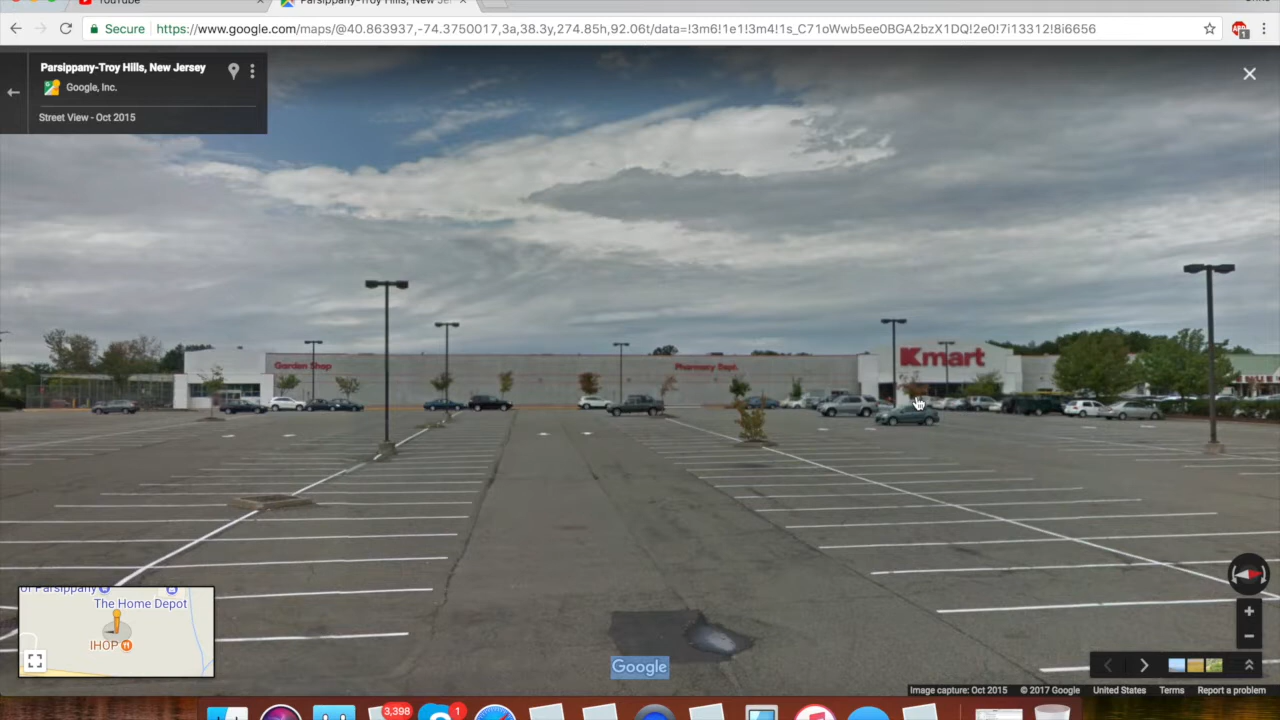 YouTube
Parsippany-Troy Hills, New Jer
Secure
https://www.google.com/maps/@40.863937,-74.3750017,3a,38.3y,274.85h,92.06t/data=!3m6!1e1!3m4!1s_C71oWwb5ee0BGA2bzX1DQ!2e0!7i13312!8i6656
1
Parsippany-Troy Hills, New Jersey
Google, Inc.
Street View - Oct 2015
Garden Shop
Pharmacy Dept.
Kmart
of Parsippany
The Home Depot
IHOP
Google
Image capture: Oct 2015 © 2017 Google United States Terms Report a problem
3,398
1